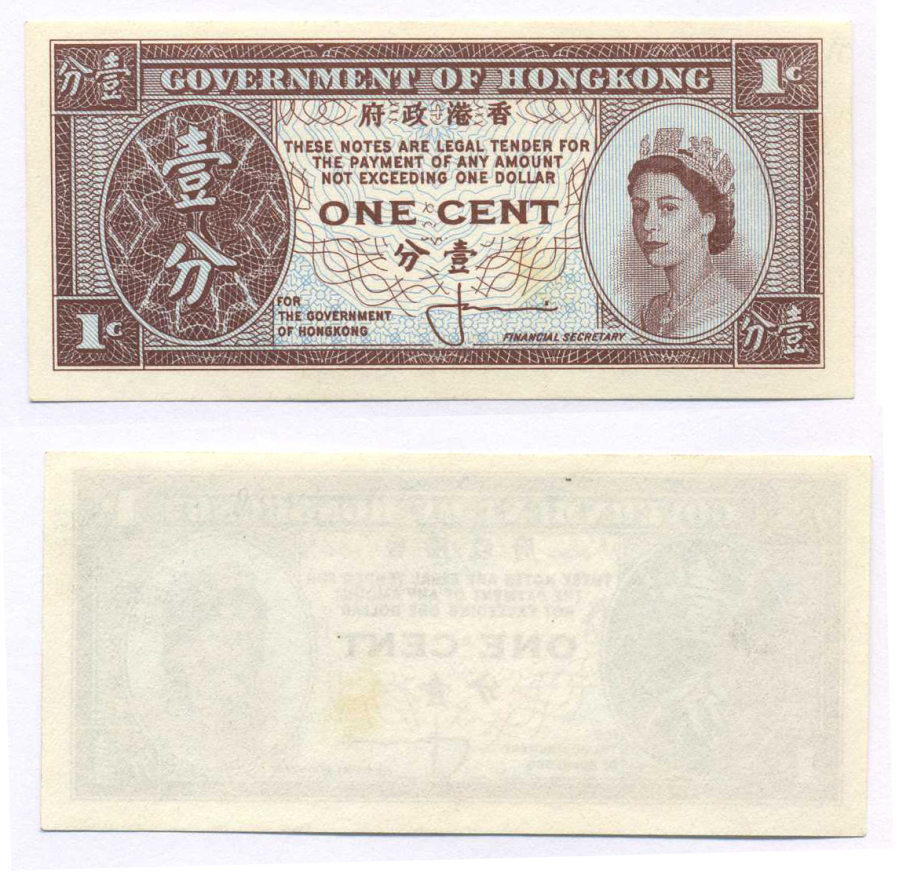 分壹 GOVERNMENT OF HONGKONG 1C
府政港香
THESE NOTES ARE LEGAL TENDER FOR
THE PAYMENT OF ANY AMOUNT
NOT EXCEEDING ONE DOLLAR
ONE CENT
分壹
壹
分
FOR
THE GOVERNMENT
OF HONGKONG
FINANCIAL SECRETARY
1C
分壹